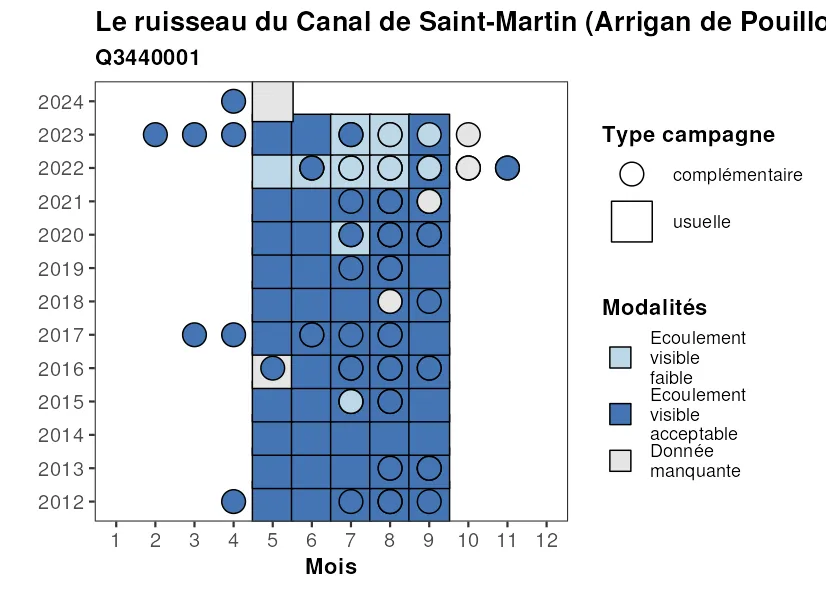 Le ruisseau du Canal de Saint-Martin (Arrigan de Pouillo
Q3440001
2024
2023
2022
2021
2020
2019
2018
2017
2016
2015
2014
2013
2012
1 2 3 4 5 6 7 8 9 10 11 12
Mois
Type campagne
complémentaire
usuelle
Modalités
Ecoulement
visible
faible
Ecoulement
visible
acceptable
Donnée
manquante